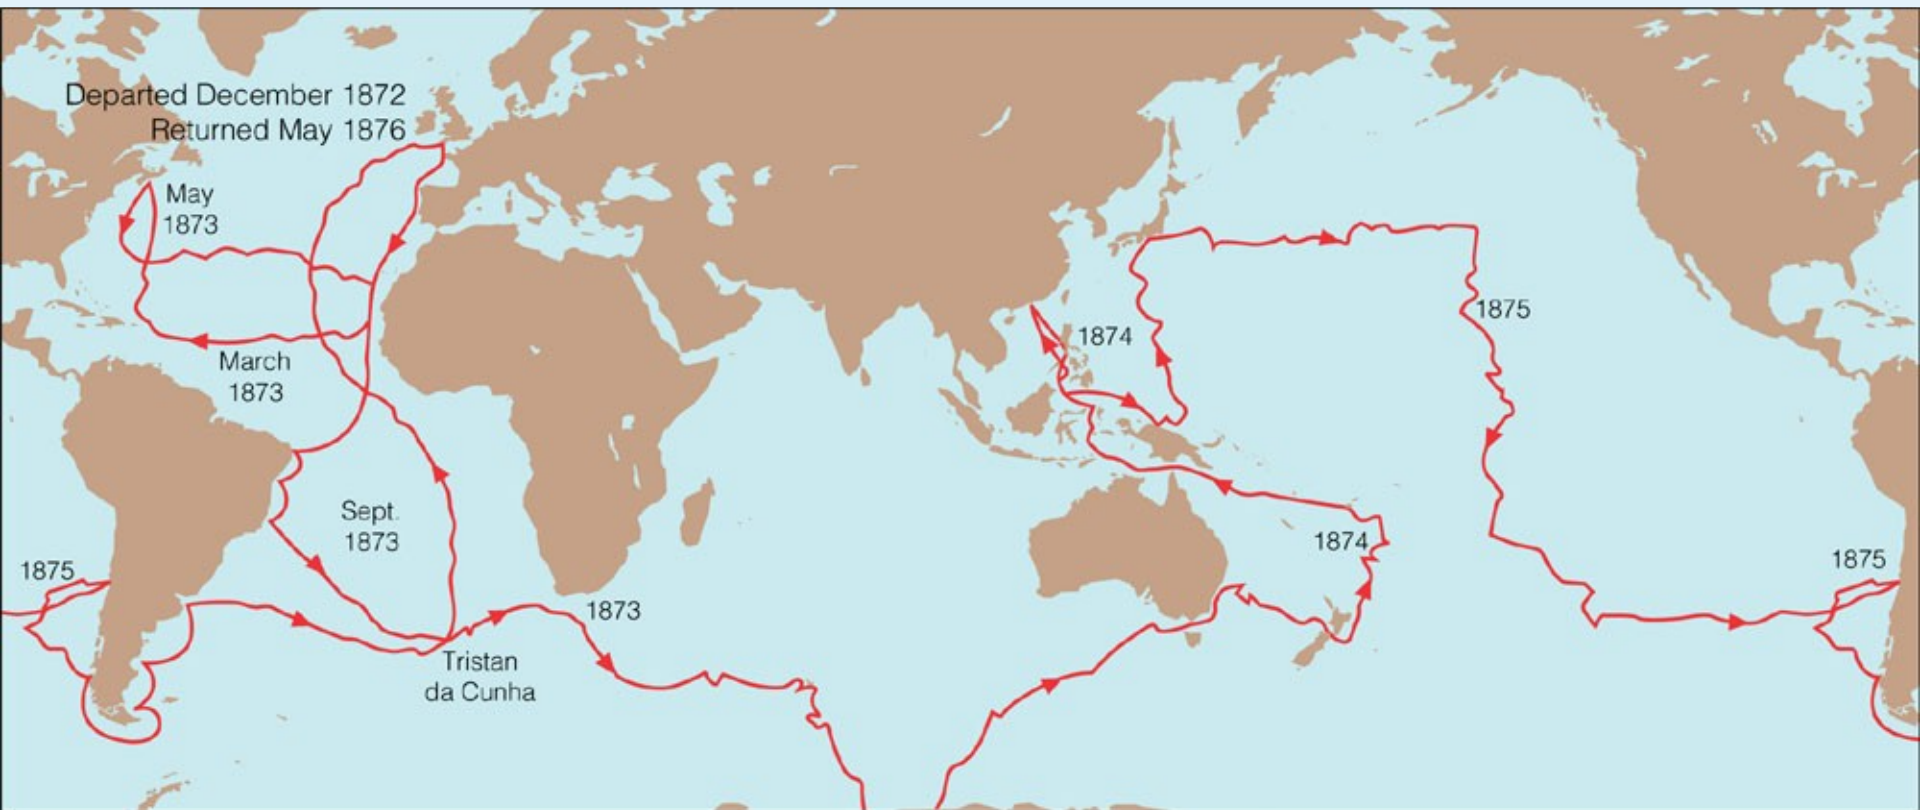 Departed December 1872
Returned May 1876
May
1873
March
1873
1874
1875
Sept.
1873
1874
1875
1875
1873
Tristan
da Cunha